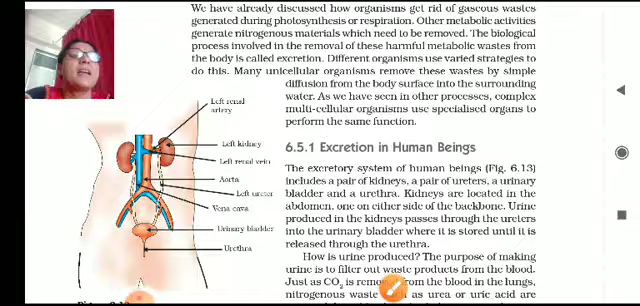 We have already discussed how organisms get rid of gaseous wastes
generated during photosynthesis or respiration. Other metabolic activities
generate nitrogenous materials which need to be removed. The biological
process involved in the removal of these harmful metabolic wastes from
the body is called excretion. Different organisms use varied strategies to
do this. Many unicellular organisms remove these wastes by simple
diffusion from the body surface into the surrounding
water. As we have seen in other processes, complex
multi-cellular organisms use specialised organs to
perform the same function.
Left renal
artery
Left kidney
Left renal vein
Aorta
Left ureter
Vena cava
Urinary bladder
Urethra
6.5.1 Excretion in Human Beings
The excretory system of human beings (Fig. 6.13)
includes a pair of kidneys, a pair of ureters, a urinary
bladder and a urethra. Kidneys are located in the
abdomen, one on either side of the backbone. Urine
produced in the kidneys passes through the ureters
into the urinary bladder where it is stored until it is
released through the urethra.
How is urine produced? The purpose of making
urine is to filter out waste products from the blood.
Just as CO₂ is from the blood in the lungs,
nitrogenous waste as urea or uric acid are